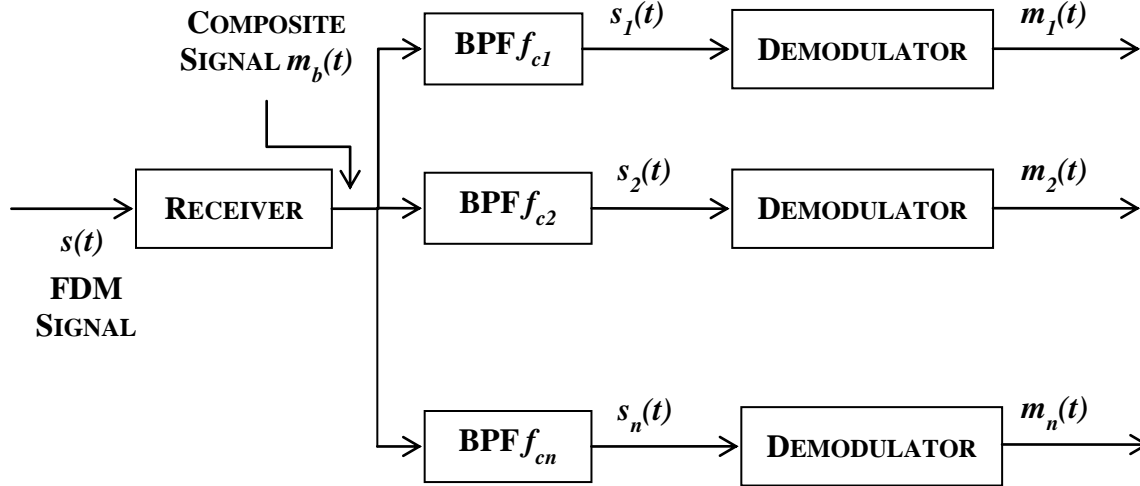 COMPOSITE
SIGNAL m_b(t)
BPF f_c1
s_1(t)
DEMODULATOR
m_1(t)
s(t)
FDM
SIGNAL
RECEIVER
BPF f_c2
s_2(t)
DEMODULATOR
m_2(t)
BPF f_cn
s_n(t)
DEMODULATOR
m_n(t)